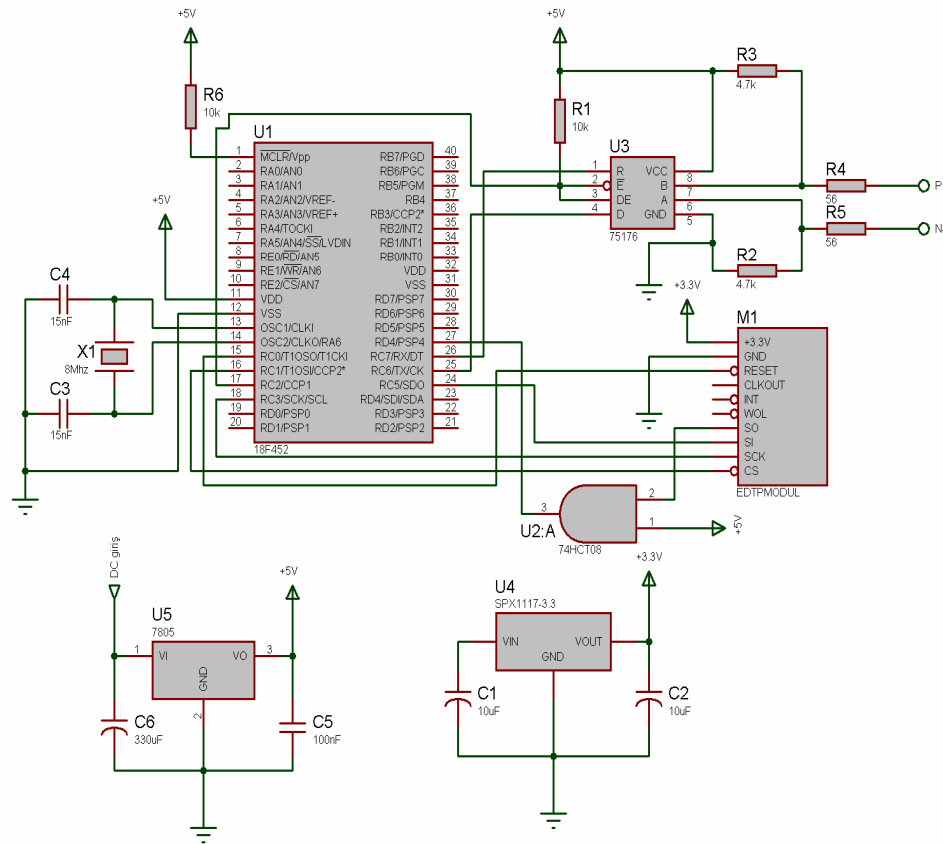 +5V
R6
10k
U1
1 MCLR/Vpp RB7/PGD 40
2 RA0/AN0 RB6/PGC 39
3 RA1/AN1 RB5/PGM 38
4 RA2/AN2/VREF- RB4 37
5 RA3/AN3/VREF+ RB3/CCP2* 36
6 RA4/TOCKI RB2/INT2 35
7 RA5/AN4/SS/LVDIN RB1/INT1 34
8 RE0/RD/AN5 RB0/INT0 33
9 RE1/WR/AN6 VDD 32
10 RE2/CS/AN7 VSS 31
11 VDD RD7/PSP7 30
12 VSS RD6/PSP6 29
13 OSC1/CLKI RD5/PSP5 28
14 OSC2/CLKO/RA6 RD4/PSP4 27
15 RC0/T1OSO/T1CKI RC7/RX/DT 26
16 RC1/T1OSI/CCP2* RC6/TX/CK 25
17 RC2/CCP1 RC5/SDO 24
18 RC3/SCK/SCL RD4/SDI/SDA 23
19 RD0/PSP0 RD3/PSP3 22
20 RD1/PSP1 RD2/PSP2 21
18F452
+5V
C4
15nF
X1
8Mhz
C3
15nF
+5V
R1
10k
R3
4.7k
U3
1 R VCC 8
2 E B 7
3 DE A 6
4 D GND 5
75176
R4
56
P
R5
56
N
R2
4.7k
+3.3V
M1
+3.3V
GND
RESET
CLKOUT
INT
WOL
SO
SI
SCK
CS
EDTPMODUL
3
2
1
U2:A
74HCT08
+5V
DC giriş
U5
7805
1 VI VO 3
GND
2
+5V
C6
330uF
C5
100nF
U4
SPX1117-3.3
VIN VOUT
GND
+3.3V
C1
10uF
C2
10uF